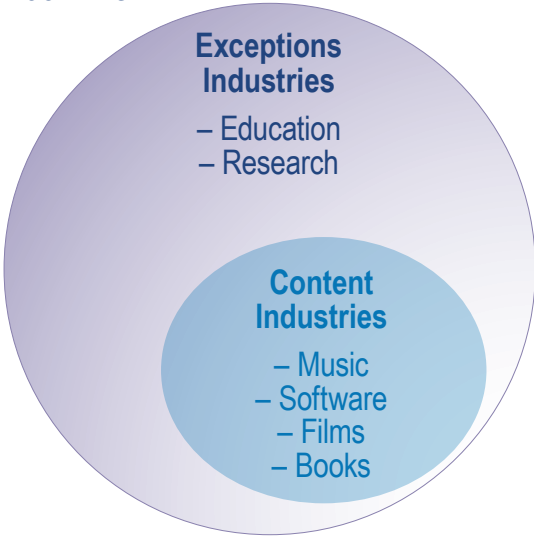 Exceptions
Industries
– Education
– Research
Content
Industries
– Music
– Software
– Films
– Books